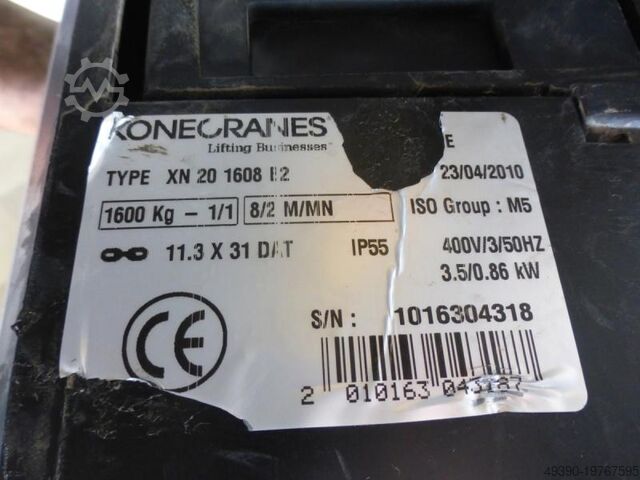 KONECRANES
Lifting Businesses™
E
TYPE XN 20 1608 2
23/04/2010
1600 Kg - 1/1 8/2 M/MN ISO Group : M5
11.3 X 31 DAT IP55 400V/3/50HZ
3.5/0.86 kW
CE
S/N : 1016304318
2 010163 043187
49390-19767595